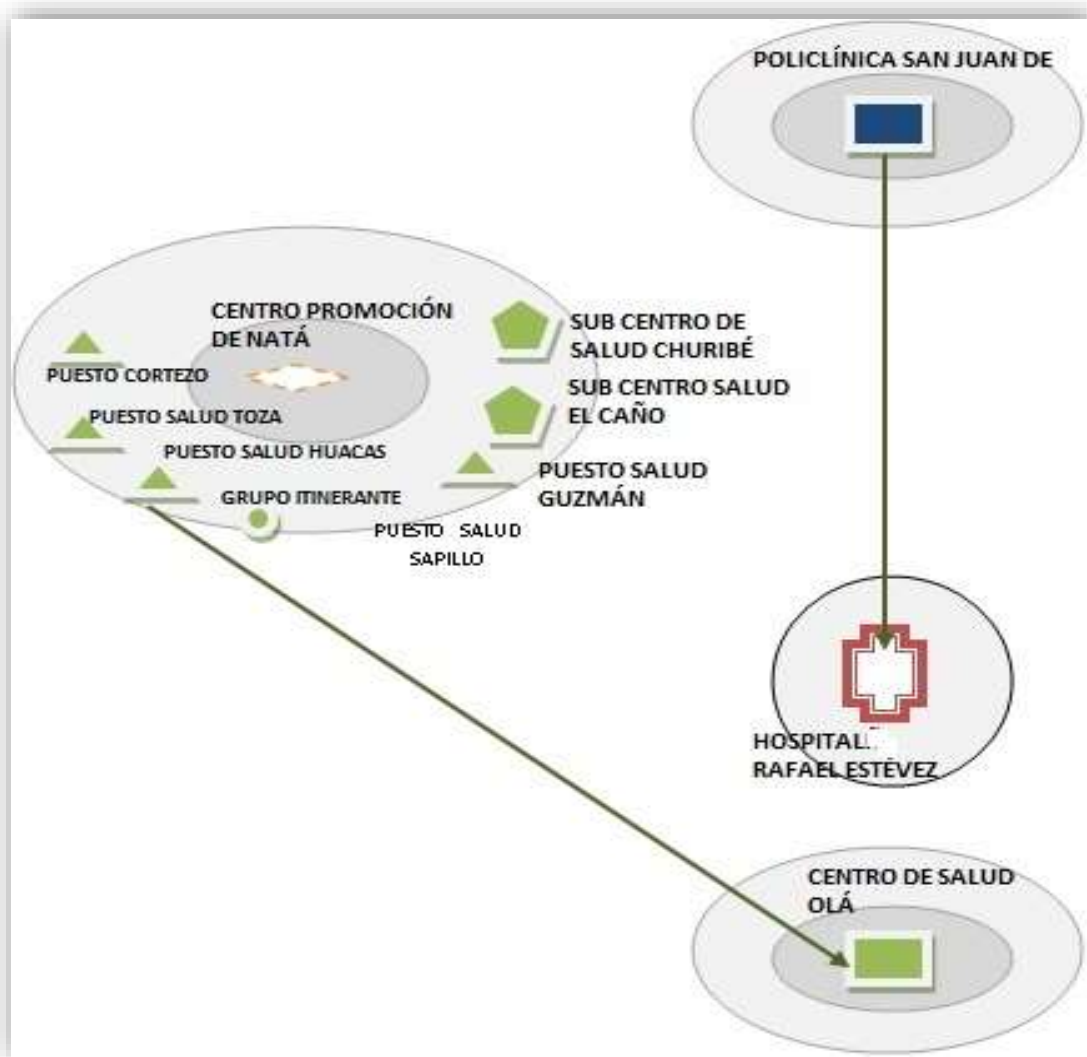 POLICLÍNICA SAN JUAN DE
CENTRO PROMOCIÓN
DE NATÁ
SUB CENTRO DE
SALUD CHURIBÉ
PUESTO CORTEZO
SUB CENTRO SALUD
EL CAÑO
PUESTO SALUD TOZA
PUESTO SALUD HUACAS
PUESTO SALUD
GUZMÁN
GRUPO ITINERANTE
PUESTO SALUD
SAPILLO
HOSPITAL
RAFAEL ESTÉVEZ
CENTRO DE SALUD
OLÁ